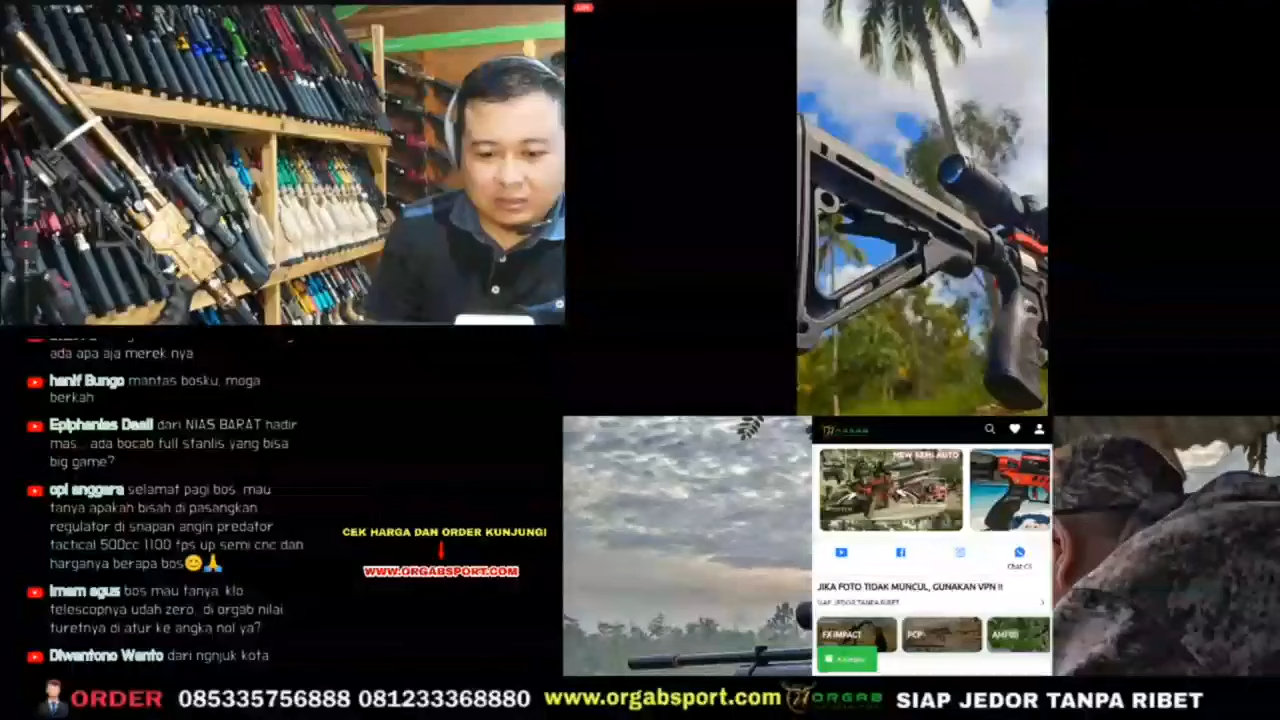 ada apa aja merek nya
hanif Bungo mantas bosku, moga
berkah
Epiphanias Daeli dari NIAS BARAT hadir
mas... ada bocab full stanlis yang bisa
big game?
opi anggara selamat pagi bos, mau
tanya apakah bisah di pasangkan
regulator di snapan angin predator
tactical 500cc 1100 fps up semi cnc dan
harganya berapa bos😊🙏
Imam agus bos mau tanya, klo
telescopnya udah zero, di orgab nilai
turetnya di atur ke angka nol ya?
Diwantono Wanto dari ngnjuk kota
CEK HARGA DAN ORDER KUNJUNGI
WWW.ORGABSPORT.COM
NEW SEMI AUTO
Chat CS
JIKA FOTO TIDAK MUNCUL, GUNAKAN VPN !!
SIAP JEDOR TANPA RIBET
FX IMPACT
PCP
ORDER 085335756888 081233368880 www.orgabsport.com ORGAB SIAP JEDOR TANPA RIBET